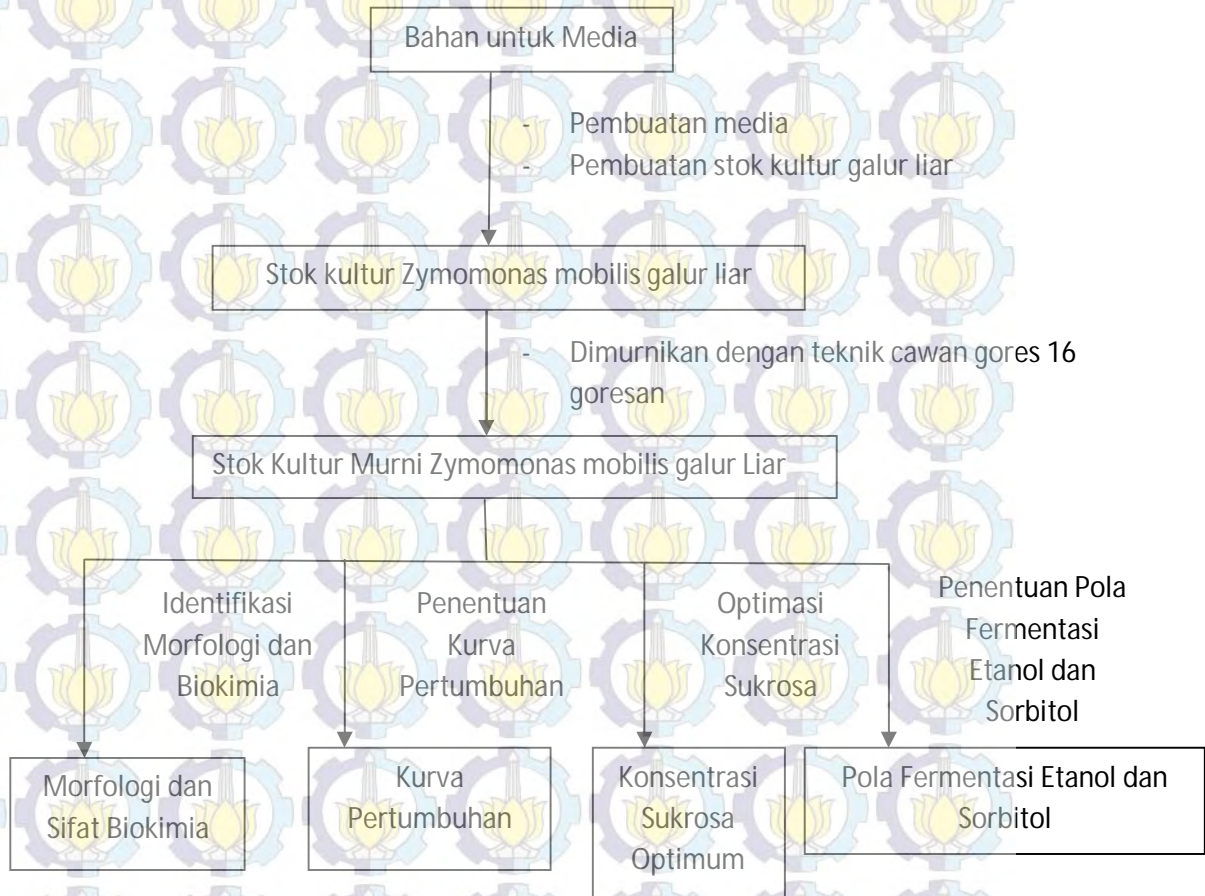 Bahan untuk Media
- Pembuatan media
- Pembuatan stok kultur galur liar
Stok kultur Zymomonas mobilis galur liar
- Dimurnikan dengan teknik cawan gores 16
goresan
Stok Kultur Murni Zymomonas mobilis galur Liar
Identifikasi
Morfologi dan
Biokimia
Penentuan
Kurva
Pertumbuhan
Optimasi
Konsentrasi
Sukrosa
Penentuan Pola
Fermentasi
Etanol dan
Sorbitol
Morfologi dan
Sifat Biokimia
Kurva
Pertumbuhan
Konsentrasi
Sukrosa
Optimum
Pola Fermentasi Etanol dan
Sorbitol